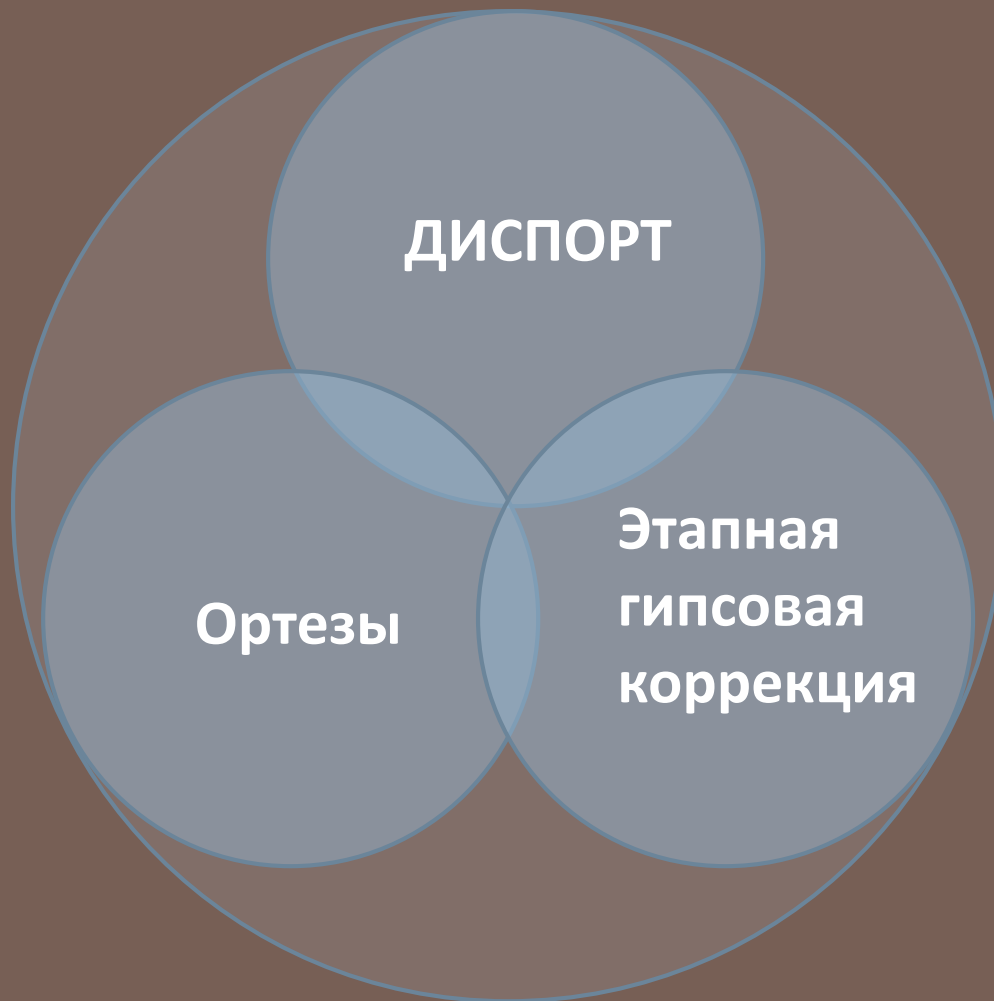 ДИСПОРТ
Ортезы
Этапная
гипсовая
коррекция